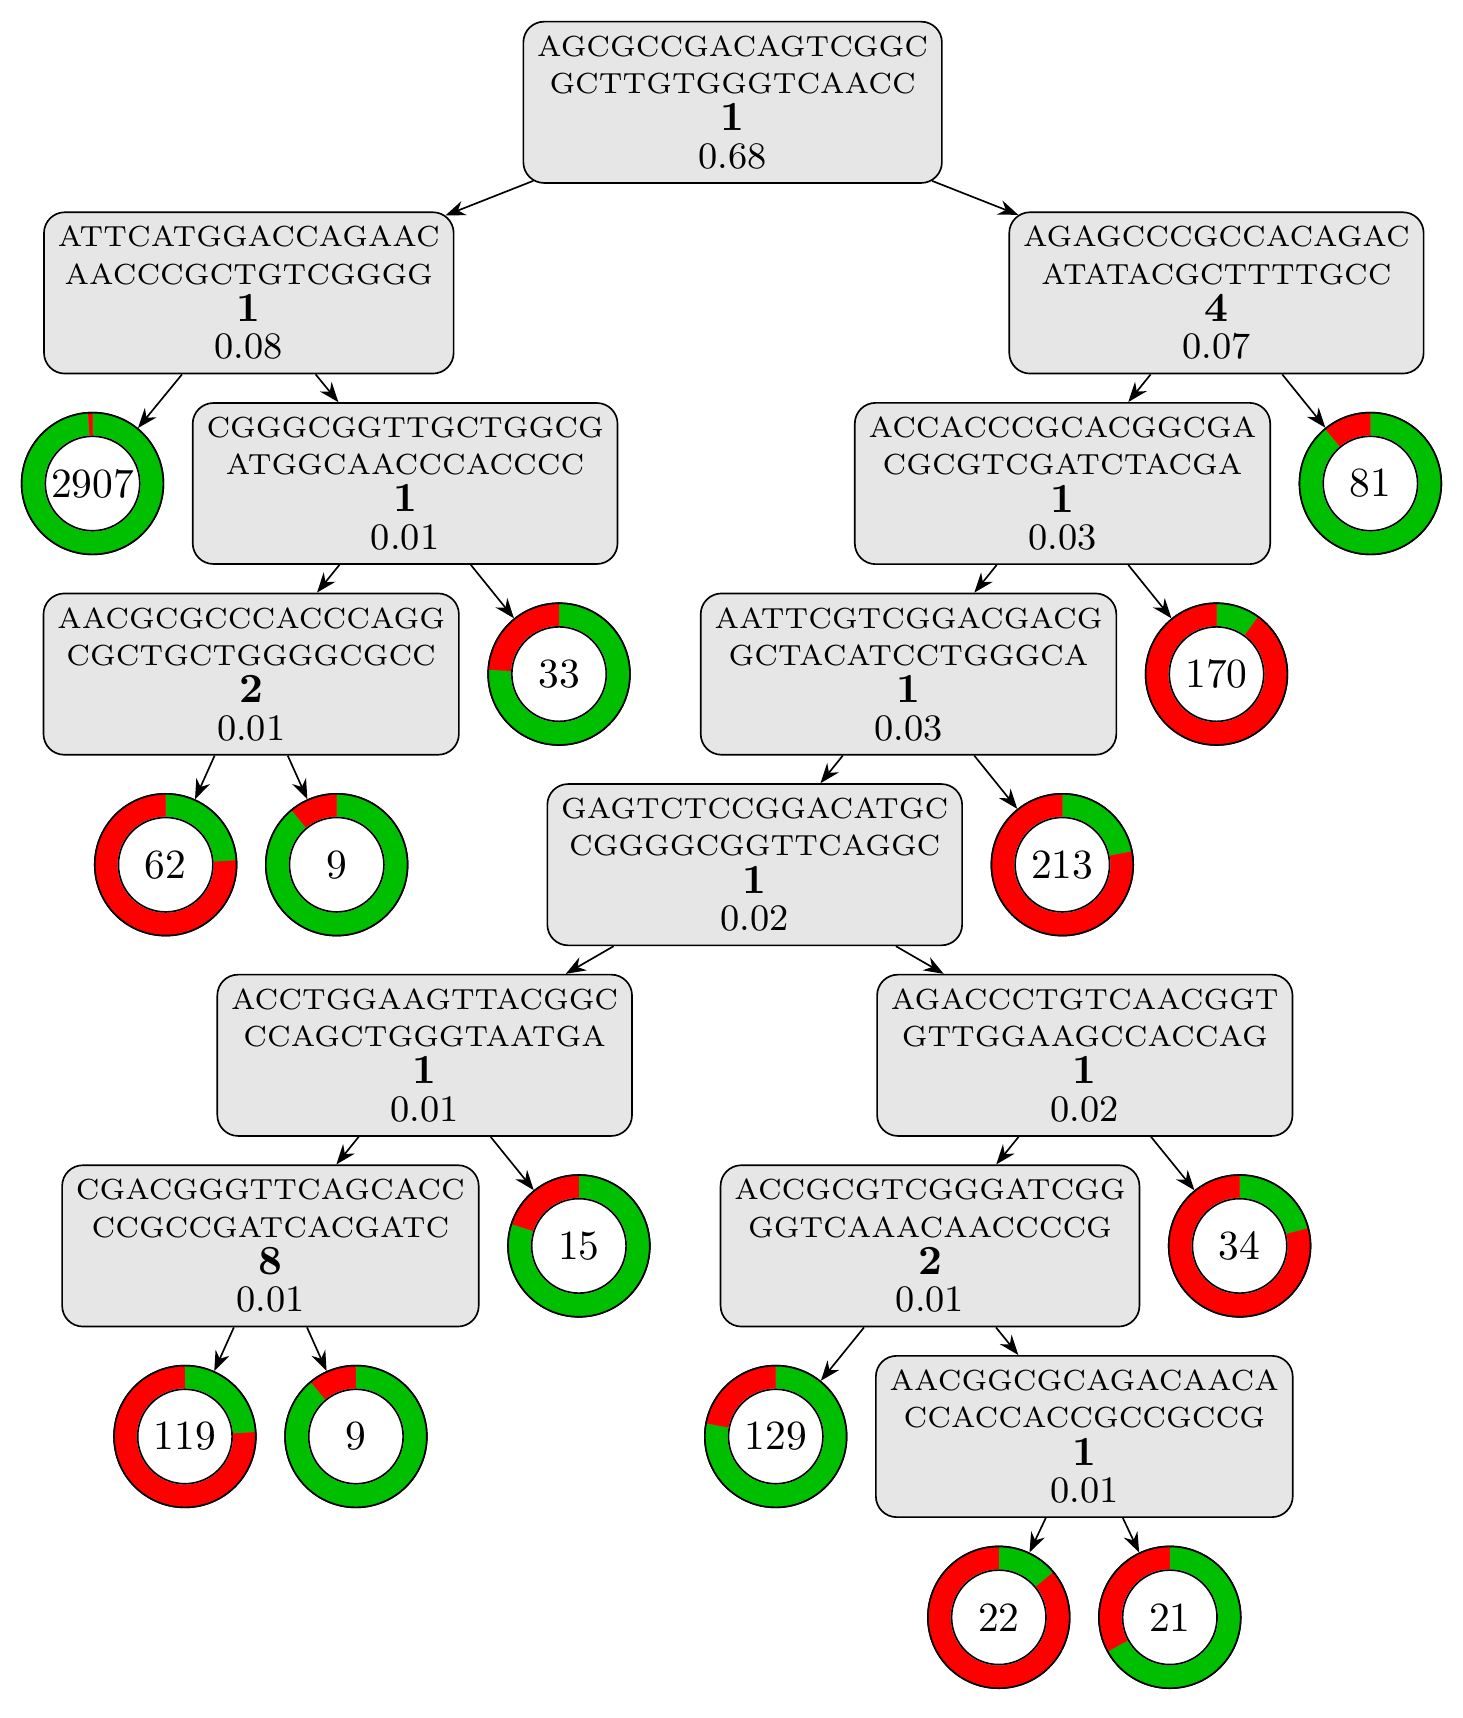 AGCGCCGACAGTCGGC
GCTTGTGGGTCAACC
1
0.68
ATTCATGGACCAGAAC
AACCCGCTGTCGGGG
1
0.08
AGAGCCCGCCACAGAC
ATATACGCTTTTGCC
4
0.07
2907
CGGGCGGTTGCTGGCG
ATGGCAACCCACCCC
1
0.01
ACCACCCGCACGGCGA
CGCGTCGATCTACGA
1
0.03
81
AACGCGCCCACCCAGG
CGCTGCTGGGGCGCC
2
0.01
33
AATTCGTCGGACGACG
GCTACATCCTGGGCA
1
0.03
170
62
9
GAGTCTCCGGACATGC
CGGGGCGGTTCAGGC
1
0.02
213
ACCTGGAAGTTACGGC
CCAGCTGGGTAATGA
1
0.01
AGACCCTGTCAACGGT
GTTGGAAGCCACCAG
1
0.02
CGACGGGTTCAGCACC
CCGCCGATCACGATC
8
0.01
15
ACCGCGTCGGGATCGG
GGTCAAACAACCCCG
2
0.01
34
119
9
129
AACGGCGCAGACAACA
CCACCACCGCCGCCG
1
0.01
22
21